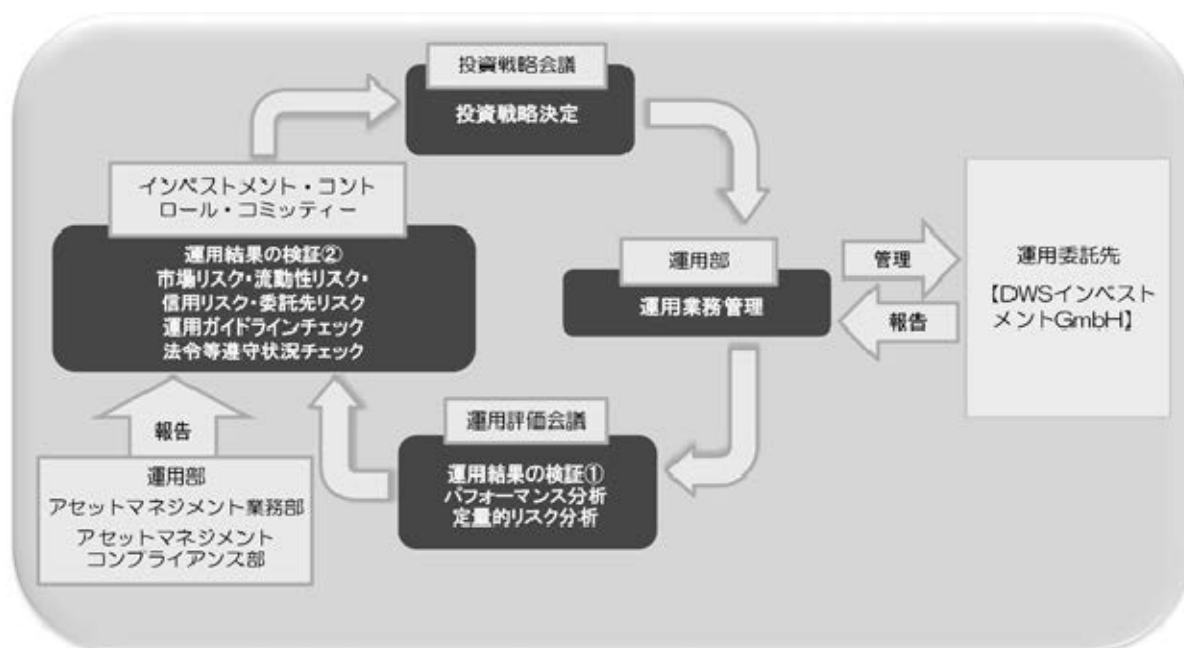 投資戦略会議
投資戦略決定
インベストメント・コント
ロール・コミッティー
運用結果の検証②
市場リスク・流動性リスク・
信用リスク・委託先リスク
運用ガイドラインチェック
法令等遵守状況チェック
運用部
運用業務管理
管理
報告
運用委託先
【DWSインベスト
メントGmbH】
運用評価会議
運用結果の検証①
パフォーマンス分析
定量的リスク分析
報告
運用部
アセットマネジメント業務部
アセットマネジメント
コンプライアンス部